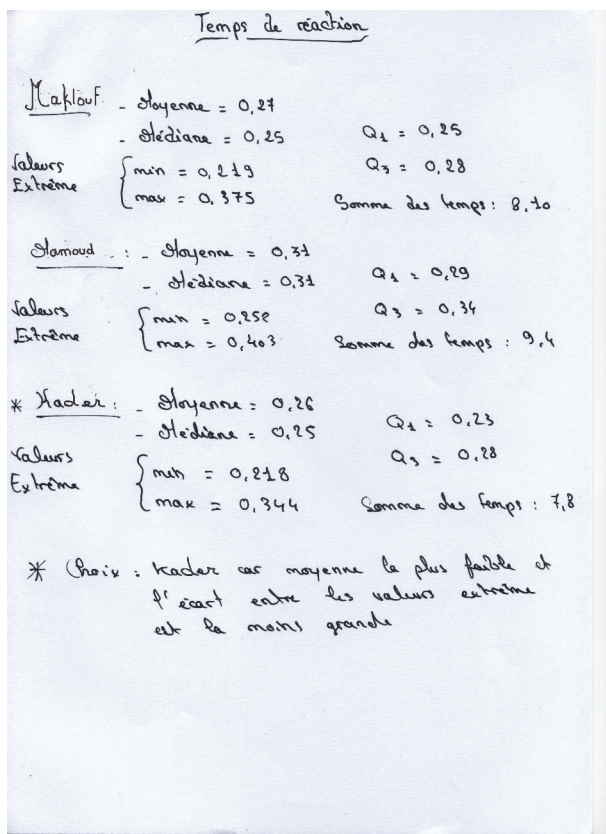 Temps de réaction
Maklouf - Moyenne = 0,27
- Médiane = 0,25 Q1 = 0,25
Valeurs Extrême { min = 0,219 Q3 = 0,28
max = 0,375 Somme des temps : 8,10
Hamoud : - Moyenne = 0,31
- Médiane = 0,31 Q1 = 0,29
Valeurs Extrême { min = 0,252 Q3 = 0,34
max = 0,403 Somme des temps : 9,4
* Kader : - Moyenne = 0,26
- Médiane = 0,25 Q1 = 0,23
Valeurs Extrême { min = 0,218 Q3 = 0,28
max = 0,344 Somme des temps : 7,8
* Choix : Kader car moyenne la plus faible et
l'écart entre les valeurs extrême
est la moins grande